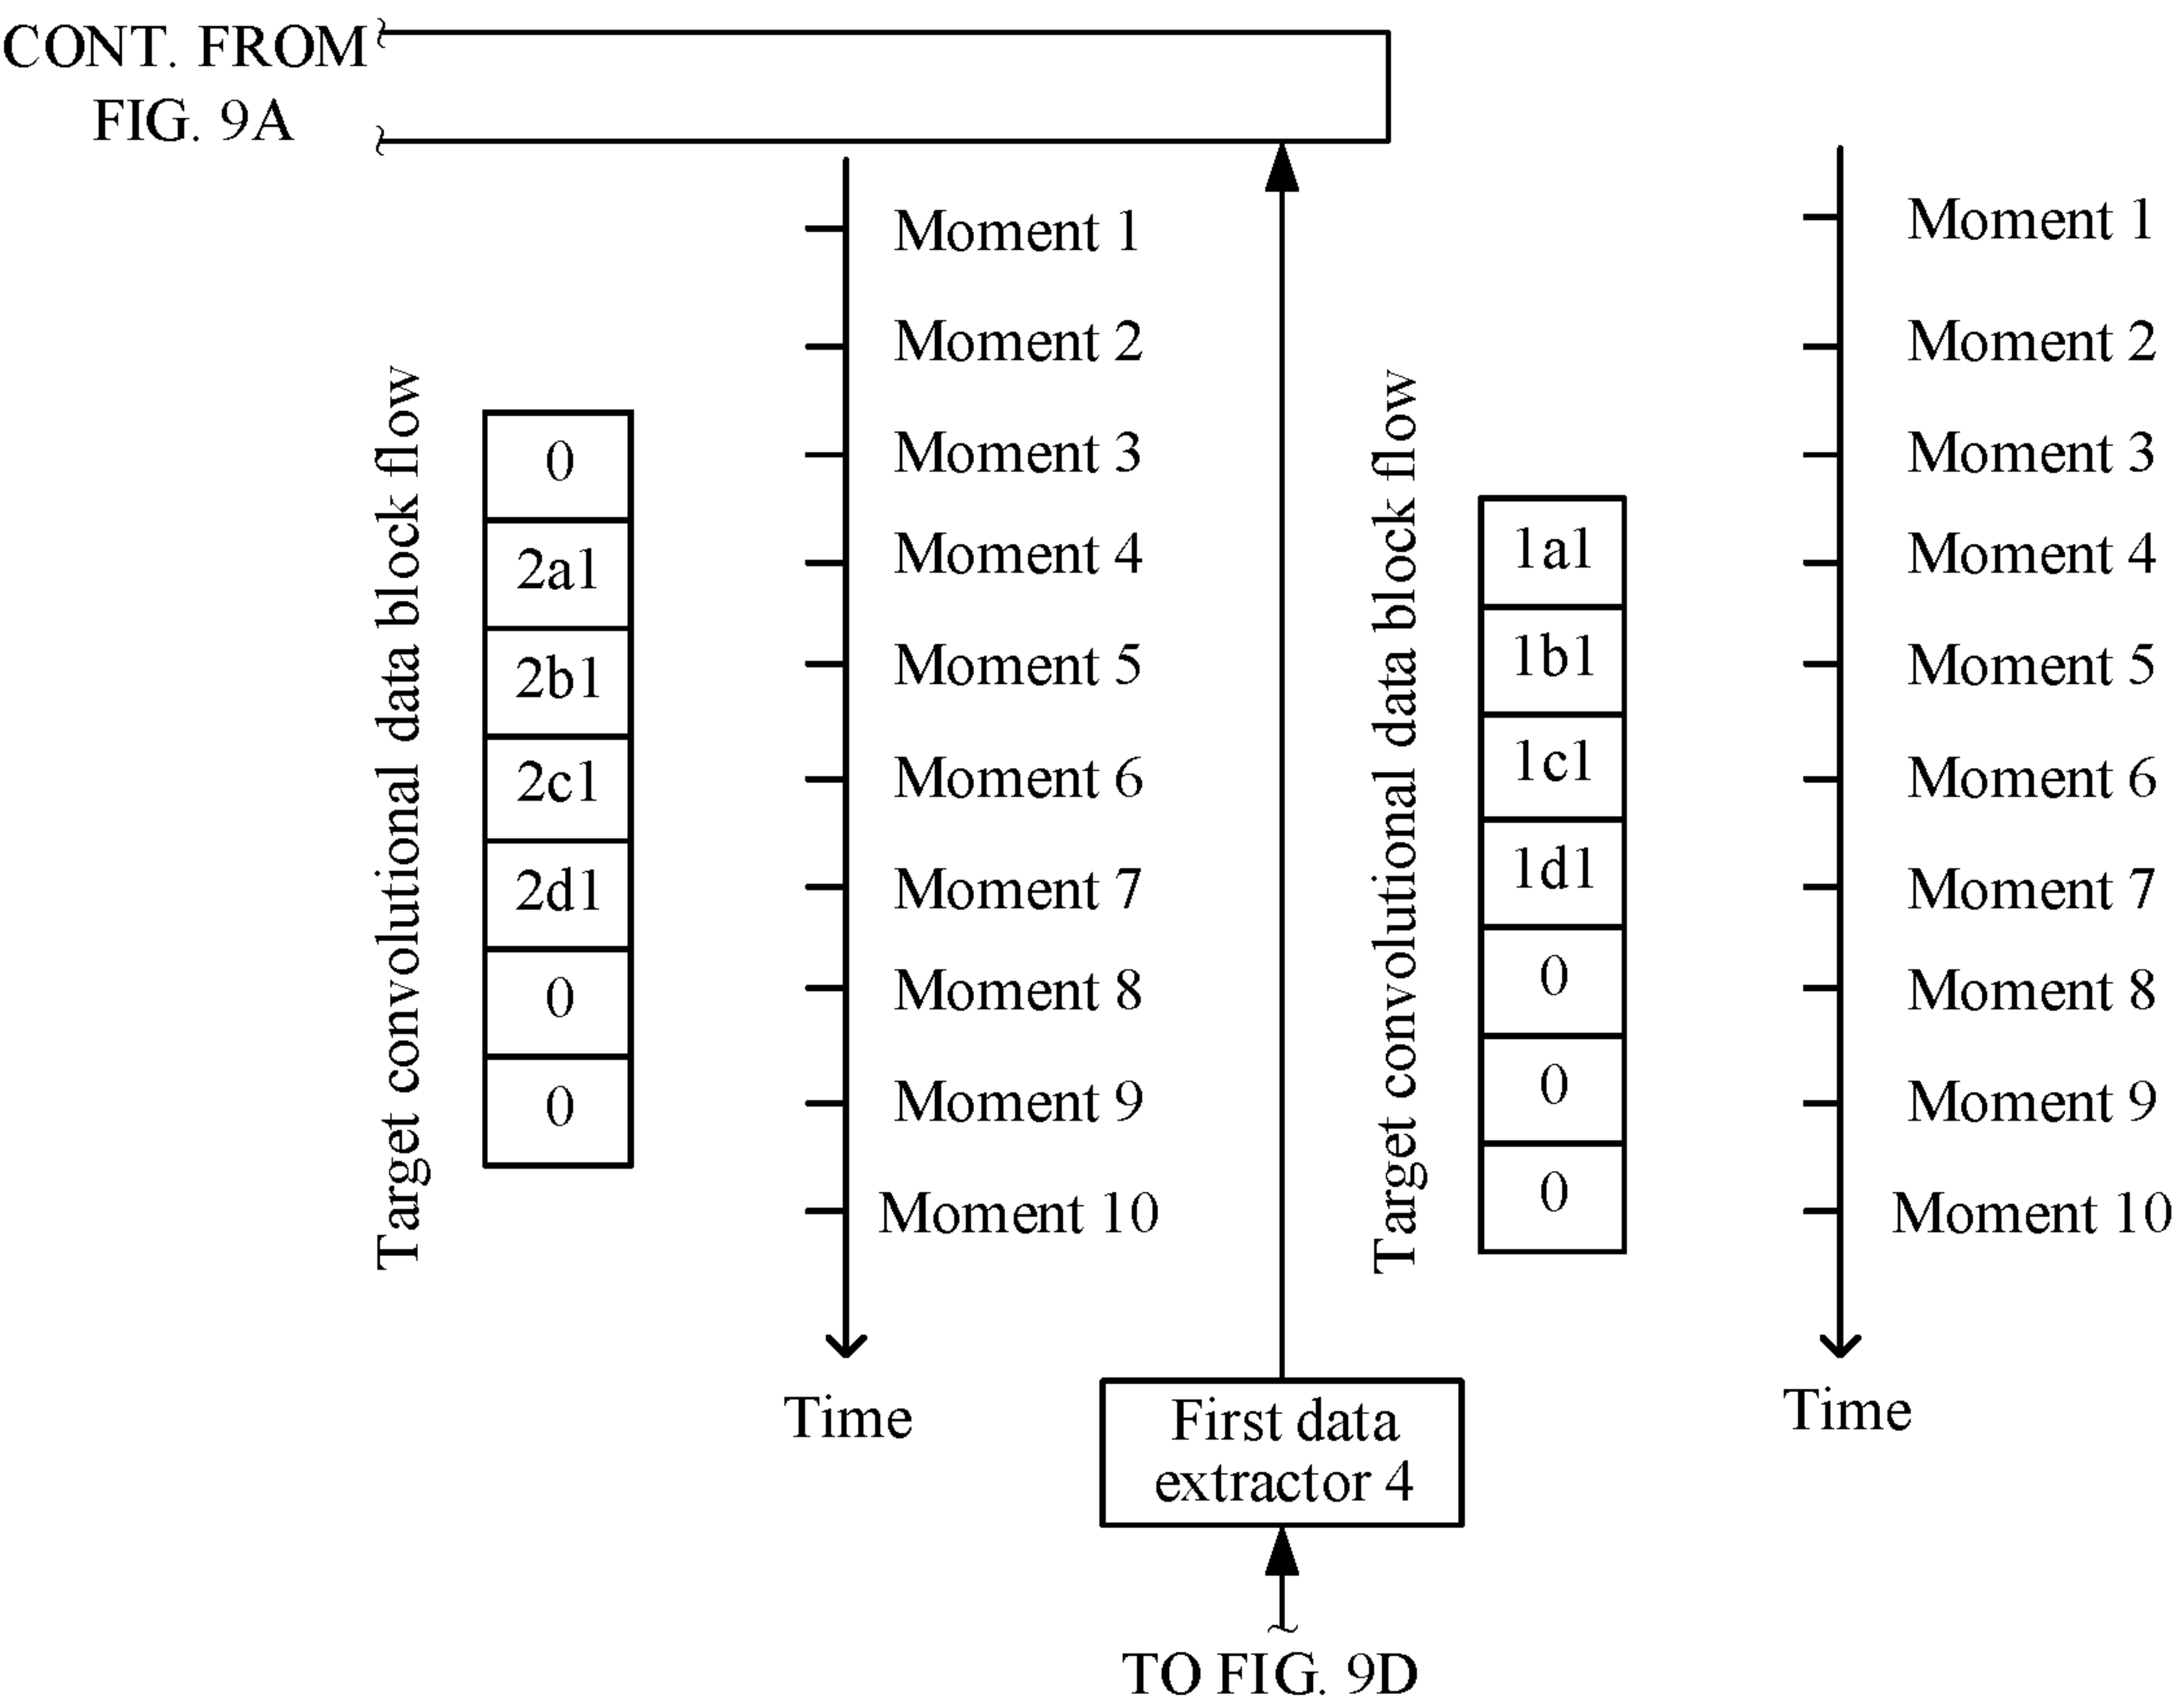 CONT. FROM
FIG. 9A
Target convolutional data block flow
0
2a1
2b1
2c1
2d1
0
0
Moment 1
Moment 2
Moment 3
Moment 4
Moment 5
Moment 6
Moment 7
Moment 8
Moment 9
Moment 10
Time
First data
extractor 4
TO FIG. 9D
Target convolutional data block flow
1a1
1b1
1c1
1d1
0
0
0
Moment 1
Moment 2
Moment 3
Moment 4
Moment 5
Moment 6
Moment 7
Moment 8
Moment 9
Moment 10
Time